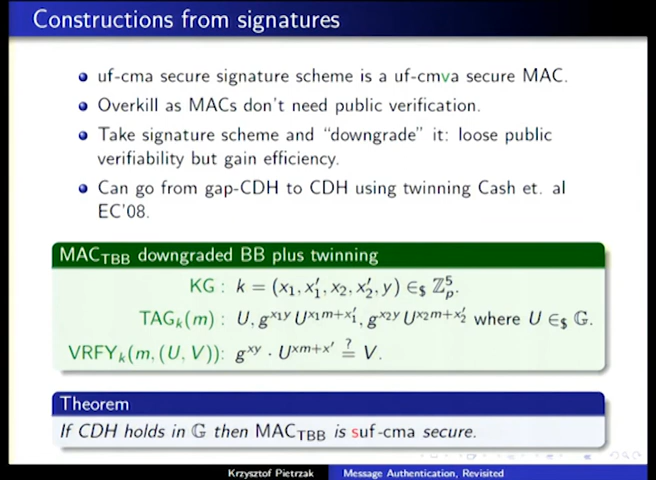 Constructions from signatures
uf-cma secure signature scheme is a uf-cmva secure MAC.
Overkill as MACs don't need public verification.
Take signature scheme and "downgrade" it: loose public
verifiability but gain efficiency.
Can go from gap-CDH to CDH using twinning Cash et. al
EC'08.
MAC_TBB downgraded BB plus twinning
KG : k = (x₁, x′₁, x₂, x′₂, y) ∈_$ ℤ_p^5.
TAG_k(m) : U, g^{x₁y} U^{x₁m+x′₁}, g^{x₂y} U^{x₂m+x′₂} where U ∈_$ 𝔾.
VRFY_k(m, (U, V)): g^{xy} · U^{xm+x′} ≟ V.
Theorem
If CDH holds in 𝔾 then MAC_TBB is suf-cma secure.
Krzysztof Pietrzak Message Authentication, Revisited